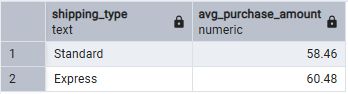 shipping_type avg_purchase_amount
text numeric
1 Standard 58.46
2 Express 60.48